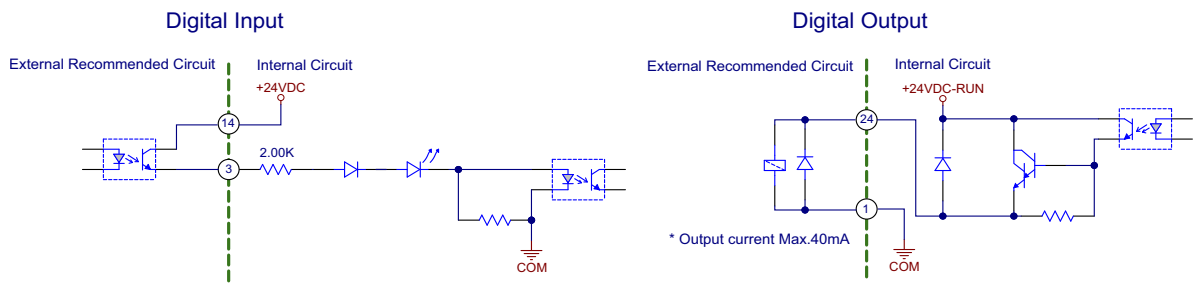 Digital Input
External Recommended Circuit
Internal Circuit
+24VDC
14
3
2.00K
COM
Digital Output
External Recommended Circuit
Internal Circuit
+24VDC-RUN
24
1
* Output current Max.40mA
COM